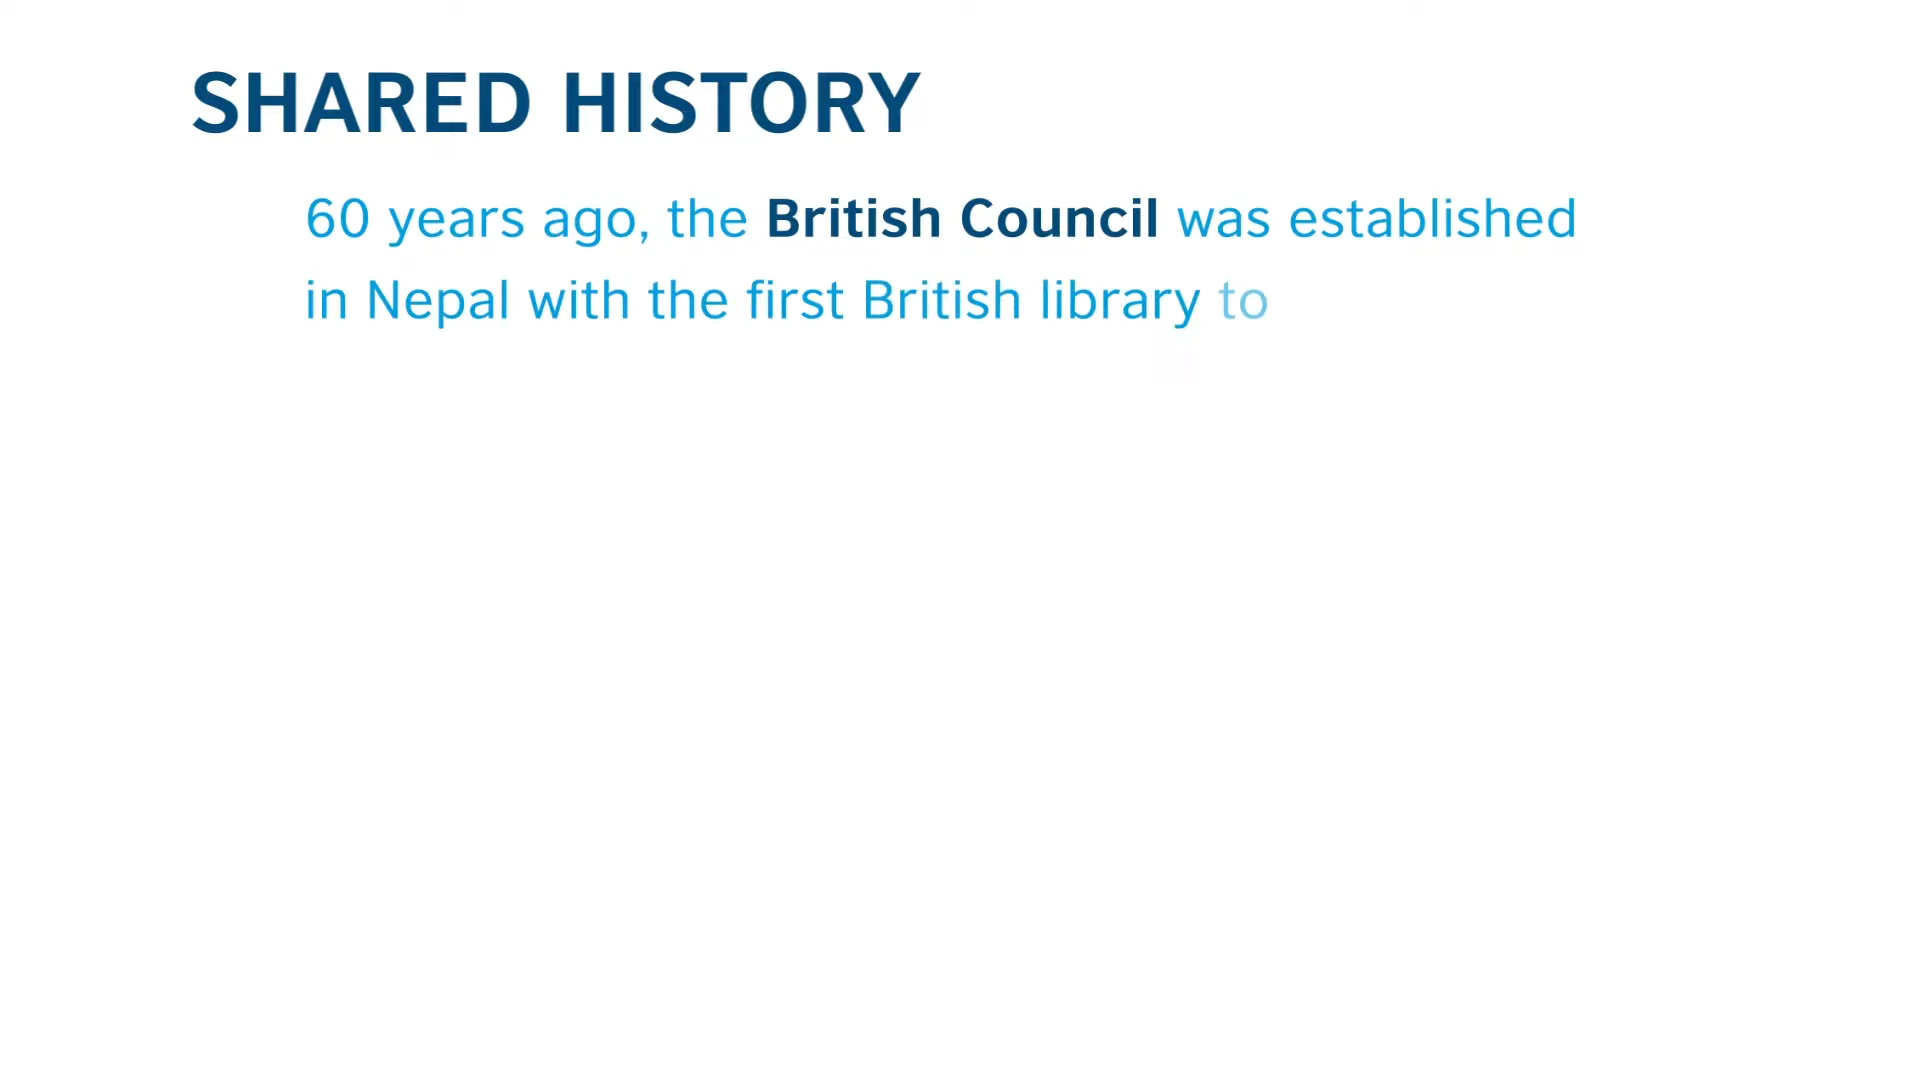 SHARED HISTORY
60 years ago, the British Council was established
in Nepal with the first British library to